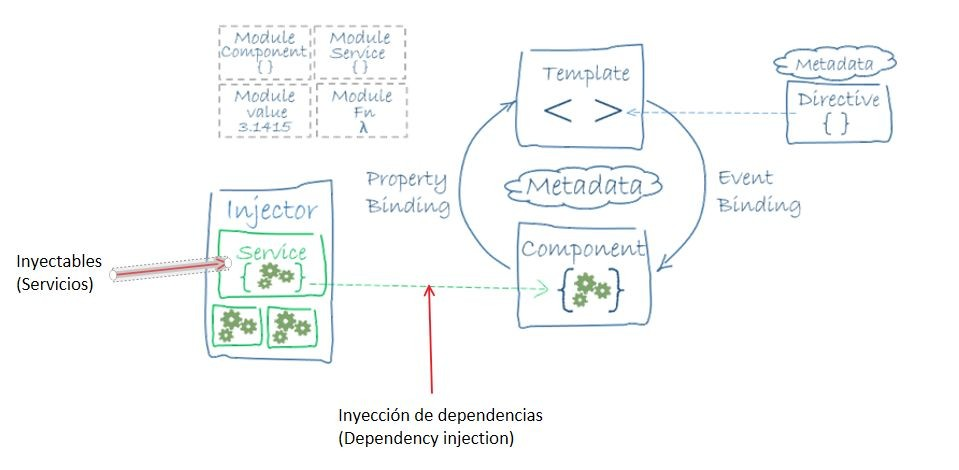 Module
Component
{ }
Module
Service
{}
Module
value
3.1415
Module
Fn
λ
Template
< >
Metadata
Directive
{ }
Property
Binding
Metadata
Event
Binding
Injector
Service
{ }
Component
{ }
Inyectables
(Servicios)
Inyección de dependencias
(Dependency injection)